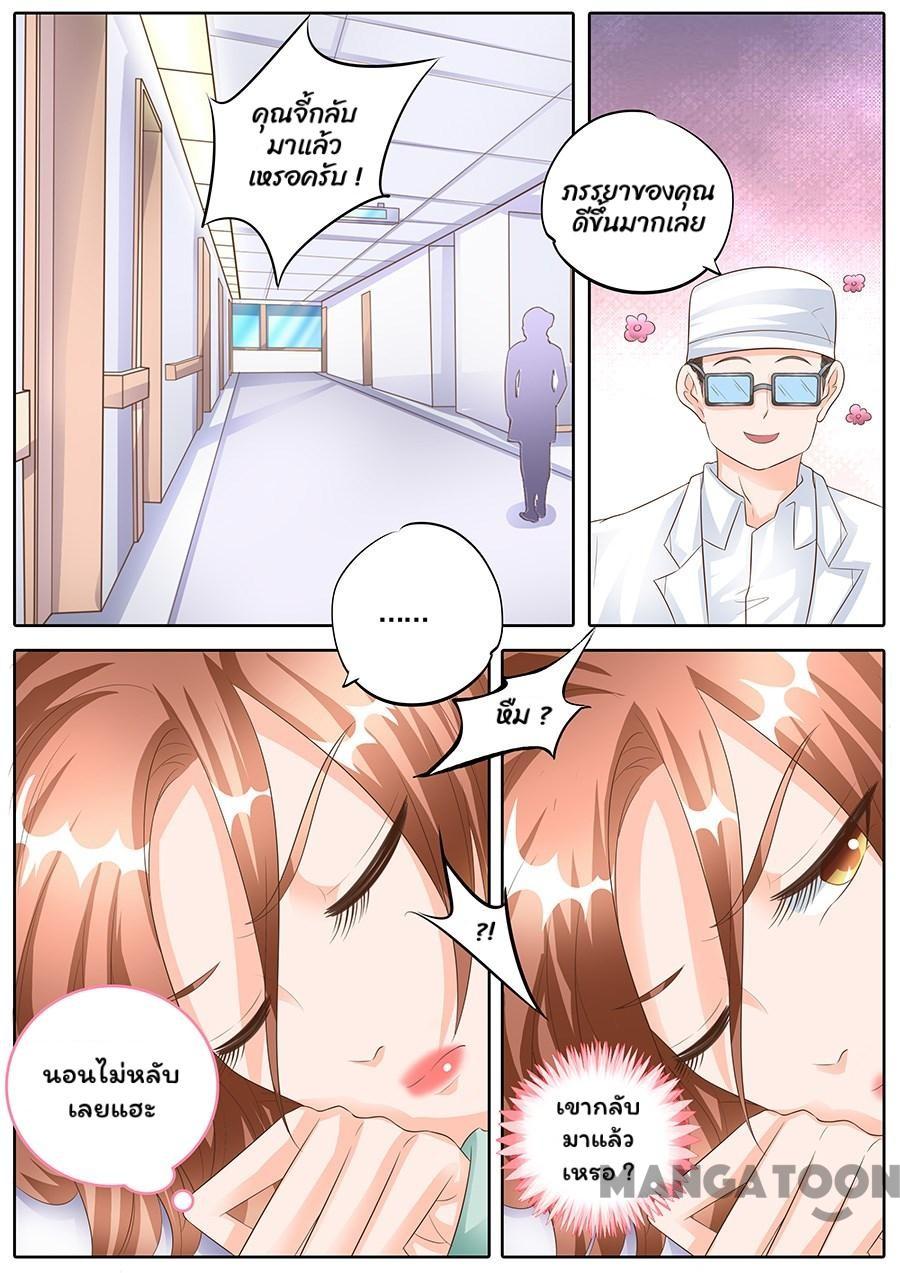 คุณจี้กลับ
มาแล้ว
เหรอครับ !
ภรรยาของคุณ
ดีขึ้นมากเลย
......
หืม ?
?!
นอนไม่หลับ
เลยแฮะ
เขากลับ
มาแล้ว
เหรอ ?
MANGATOON